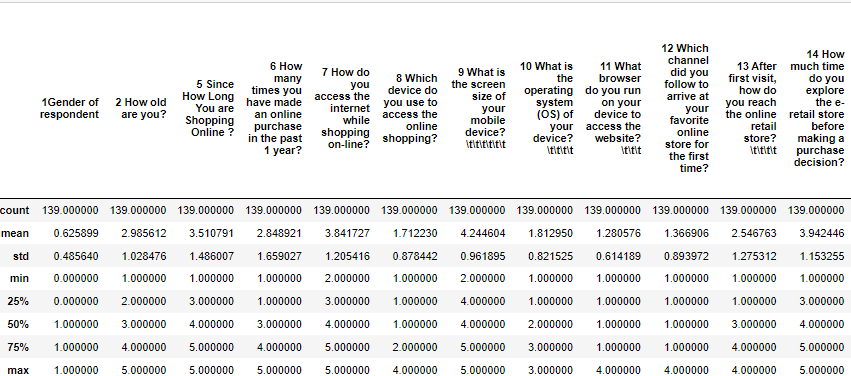 1Gender of respondent 2 How old are you? 5 Since How Long You are Shopping Online ? 6 How many times you have made an online purchase in the past 1 year? 7 How do you access the internet while shopping on-line? 8 Which device do you use to access the online shopping? 9 What is the screen size of your mobile device? \t\t\t\t\t\t 10 What is the operating system (OS) of your device? \t\t\t\t 11 What browser do you run on your device to access the website? \t\t\t 12 Which channel did you follow to arrive at your favorite online store for the first time? 13 After first visit, how do you reach the online retail store? \t\t\t\t 14 How much time do you explore the e- retail store before making a purchase decision?
count 139.000000 139.000000 139.000000 139.000000 139.000000 139.000000 139.000000 139.000000 139.000000 139.000000 139.000000 139.000000
mean 0.625899 2.985612 3.510791 2.848921 3.841727 1.712230 4.244604 1.812950 1.280576 1.366906 2.546763 3.942446
std 0.485640 1.028476 1.486007 1.659027 1.205416 0.878442 0.961895 0.821525 0.614189 0.893972 1.275312 1.153255
min 0.000000 1.000000 1.000000 1.000000 2.000000 1.000000 2.000000 1.000000 1.000000 1.000000 1.000000 1.000000
25% 0.000000 2.000000 3.000000 1.000000 3.000000 1.000000 4.000000 1.000000 1.000000 1.000000 1.000000 3.000000
50% 1.000000 3.000000 4.000000 3.000000 4.000000 1.000000 4.000000 2.000000 1.000000 1.000000 3.000000 4.000000
75% 1.000000 4.000000 5.000000 4.000000 5.000000 2.000000 5.000000 3.000000 1.000000 1.000000 4.000000 5.000000
max 1.000000 5.000000 5.000000 5.000000 5.000000 4.000000 5.000000 3.000000 4.000000 4.000000 4.000000 5.000000